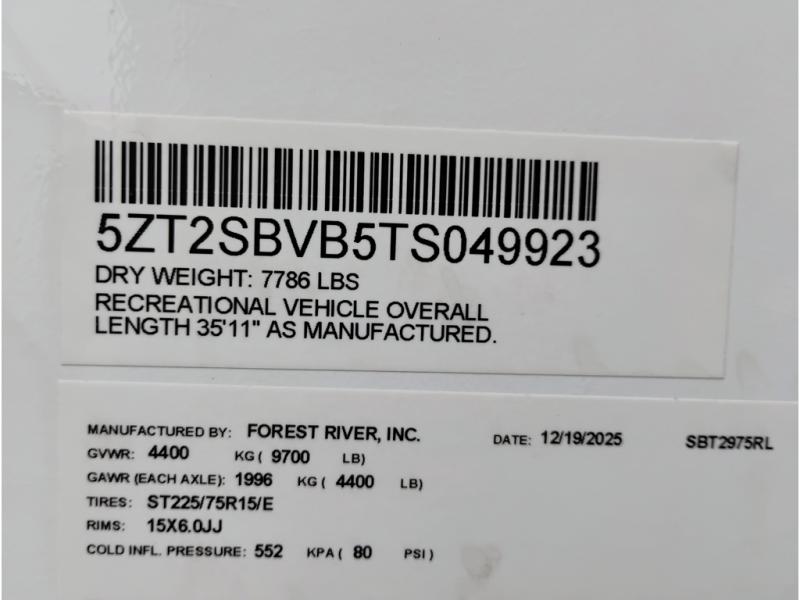 5ZT2SBVB5TS049923
DRY WEIGHT: 7786 LBS
RECREATIONAL VEHICLE OVERALL
LENGTH 35'11" AS MANUFACTURED.
MANUFACTURED BY: FOREST RIVER, INC. DATE: 12/19/2025 SBT2975RL
GVWR: 4400 KG( 9700 LB)
GAWR (EACH AXLE): 1996 KG( 4400 LB)
TIRES: ST225/75R15/E
RIMS: 15X6.0JJ
COLD INFL. PRESSURE: 552 KPA( 80 PSI)